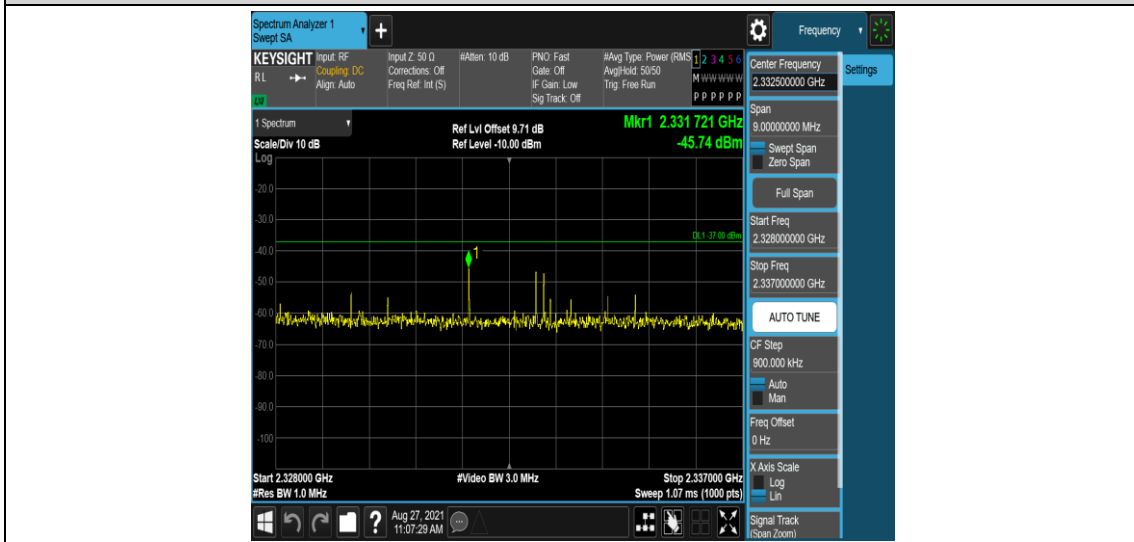 Spectrum Analyzer 1
Swept SA
+
Frequency
KEYSIGHT
RL
Input: RF
Coupling: DC
Align: Auto
Input Z: 50 Ω
Corrections: Off
Freq Ref: Int (S)
#Atten: 10 dB
PNO: Fast
Gate: Off
IF Gain: Low
Sig Track: Off
#Avg Type: Power (RMS
Avg|Hold: 50/50
Trig: Free Run
1 2 3 4 5 6
M W W W W W
P P P P P P
Settings
Center Frequency
2.332500000 GHz
Span
9.00000000 MHz
Swept Span
Zero Span
Full Span
Start Freq
2.328000000 GHz
Stop Freq
2.337000000 GHz
AUTO TUNE
CF Step
900.000 kHz
Auto
Man
Freq Offset
0 Hz
X Axis Scale
Log
Lin
Signal Track
(Span Zoom)
1 Spectrum
Scale/Div 10 dB
Log
Ref Lvl Offset 9.71 dB
Ref Level -10.00 dBm
Mkr1 2.331 721 GHz
-45.74 dBm
-20.0
-30.0
DL1 -37.00 dBm
-40.0
1
-50.0
-60.0
-70.0
-80.0
-90.0
-100
Start 2.328000 GHz
#Res BW 1.0 MHz
#Video BW 3.0 MHz
Stop 2.337000 GHz
Sweep 1.07 ms (1000 pts)
?
Aug 27, 2021
11:07:29 AM